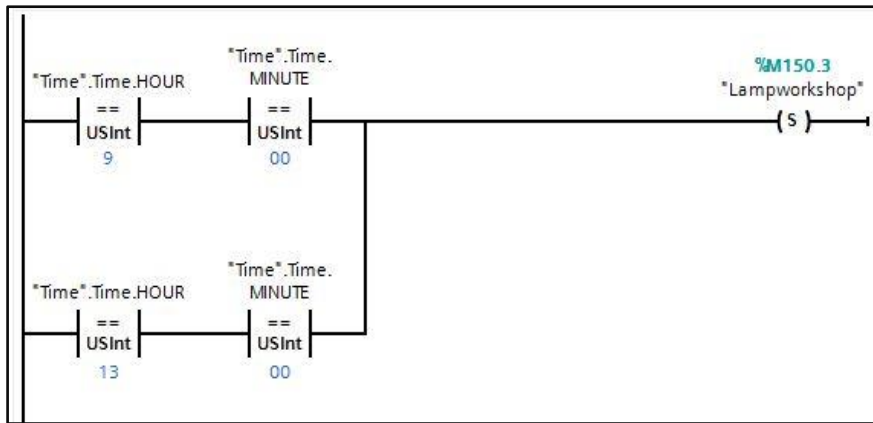 "Time".Time.HOUR
"Time".Time.
MINUTE
==
USInt
9
==
USInt
00
%M150.3
"Lampworkshop"
S
"Time".Time.HOUR
"Time".Time.
MINUTE
==
USInt
13
==
USInt
00